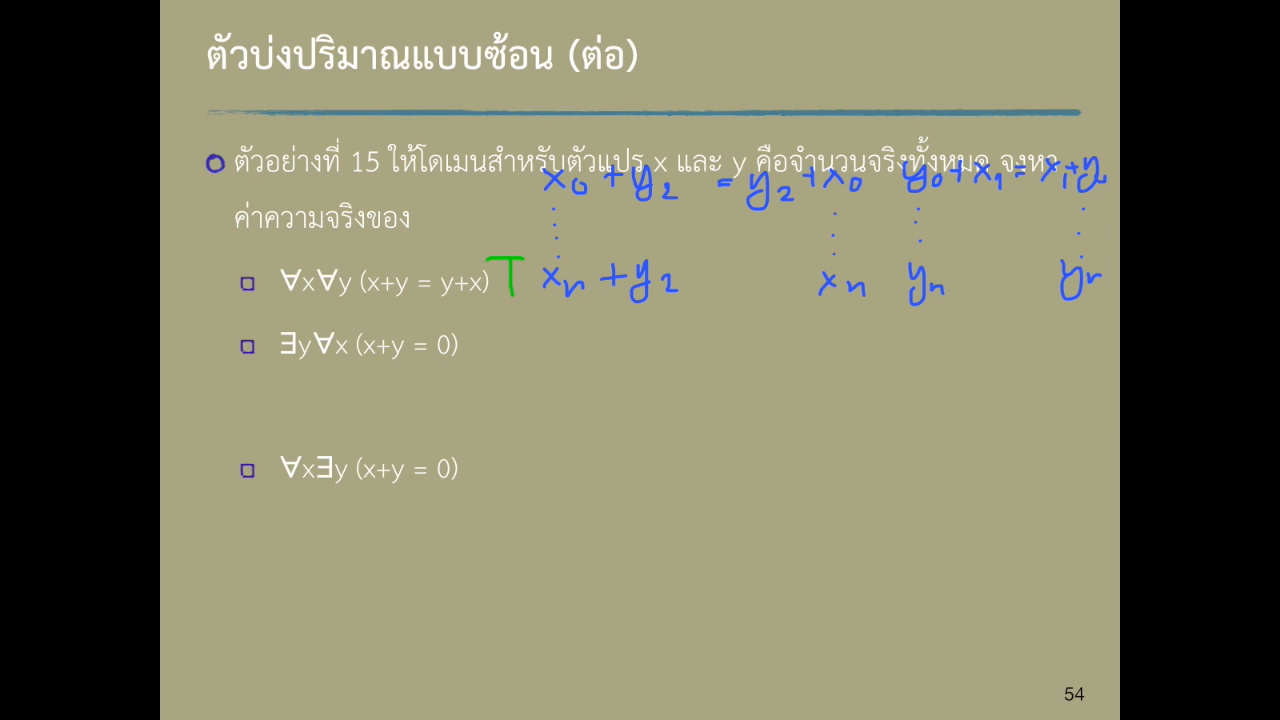 ตัวบ่งปริมาณแบบซ้อน (ต่อ)
ตัวอย่างที่ 15 ให้โดเมนสำหรับตัวแปร x และ y คือจำนวนจริงทั้งหมด จงหา
x₀ + y₂ = y₂ + x₀ y₀ + x₁ = x₁ + y₀
ค่าความจริงของ
∀x∀y (x+y = y+x) T xₙ + y₂ xₙ yₙ yₙ
∃y∀x (x+y = 0)
∀x∃y (x+y = 0)
54